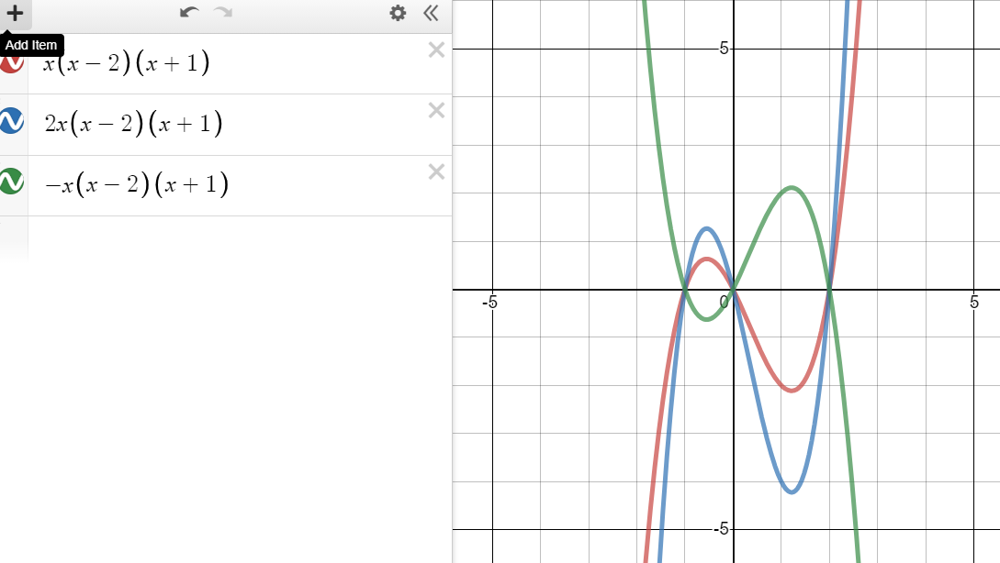 Add Item
x(x − 2)(x + 1)
2x(x − 2)(x + 1)
−x(x − 2)(x + 1)
5
-5
0
5
-5